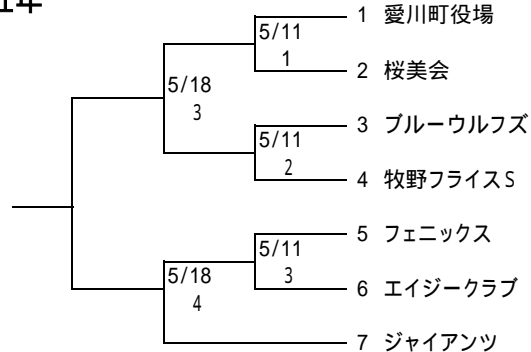 1 愛川町役場
5/11
1
2 桜美会
5/18
3
3 ブルーウルフズ
5/11
2
4 牧野フライスS
5 フェニックス
5/11
3
6 エイジークラブ
5/18
4
7 ジャイアンツ